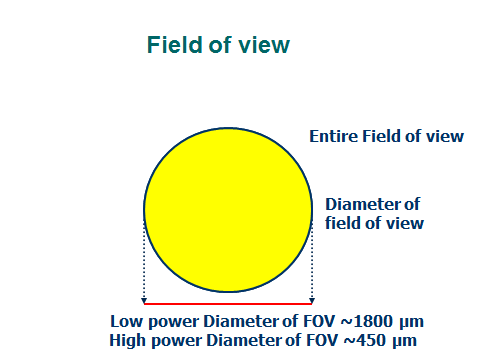 Field of view
Entire Field of view
Diameter of
field of view
Low power Diameter of FOV ~1800 μm
High power Diameter of FOV ~450 μm